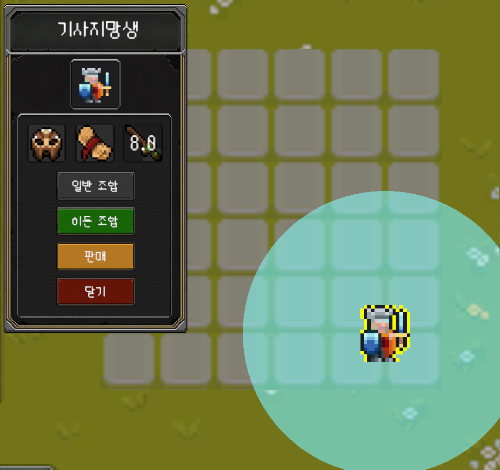 기사지망생
8.0
일반 조합
히든 조합
판매
닫기